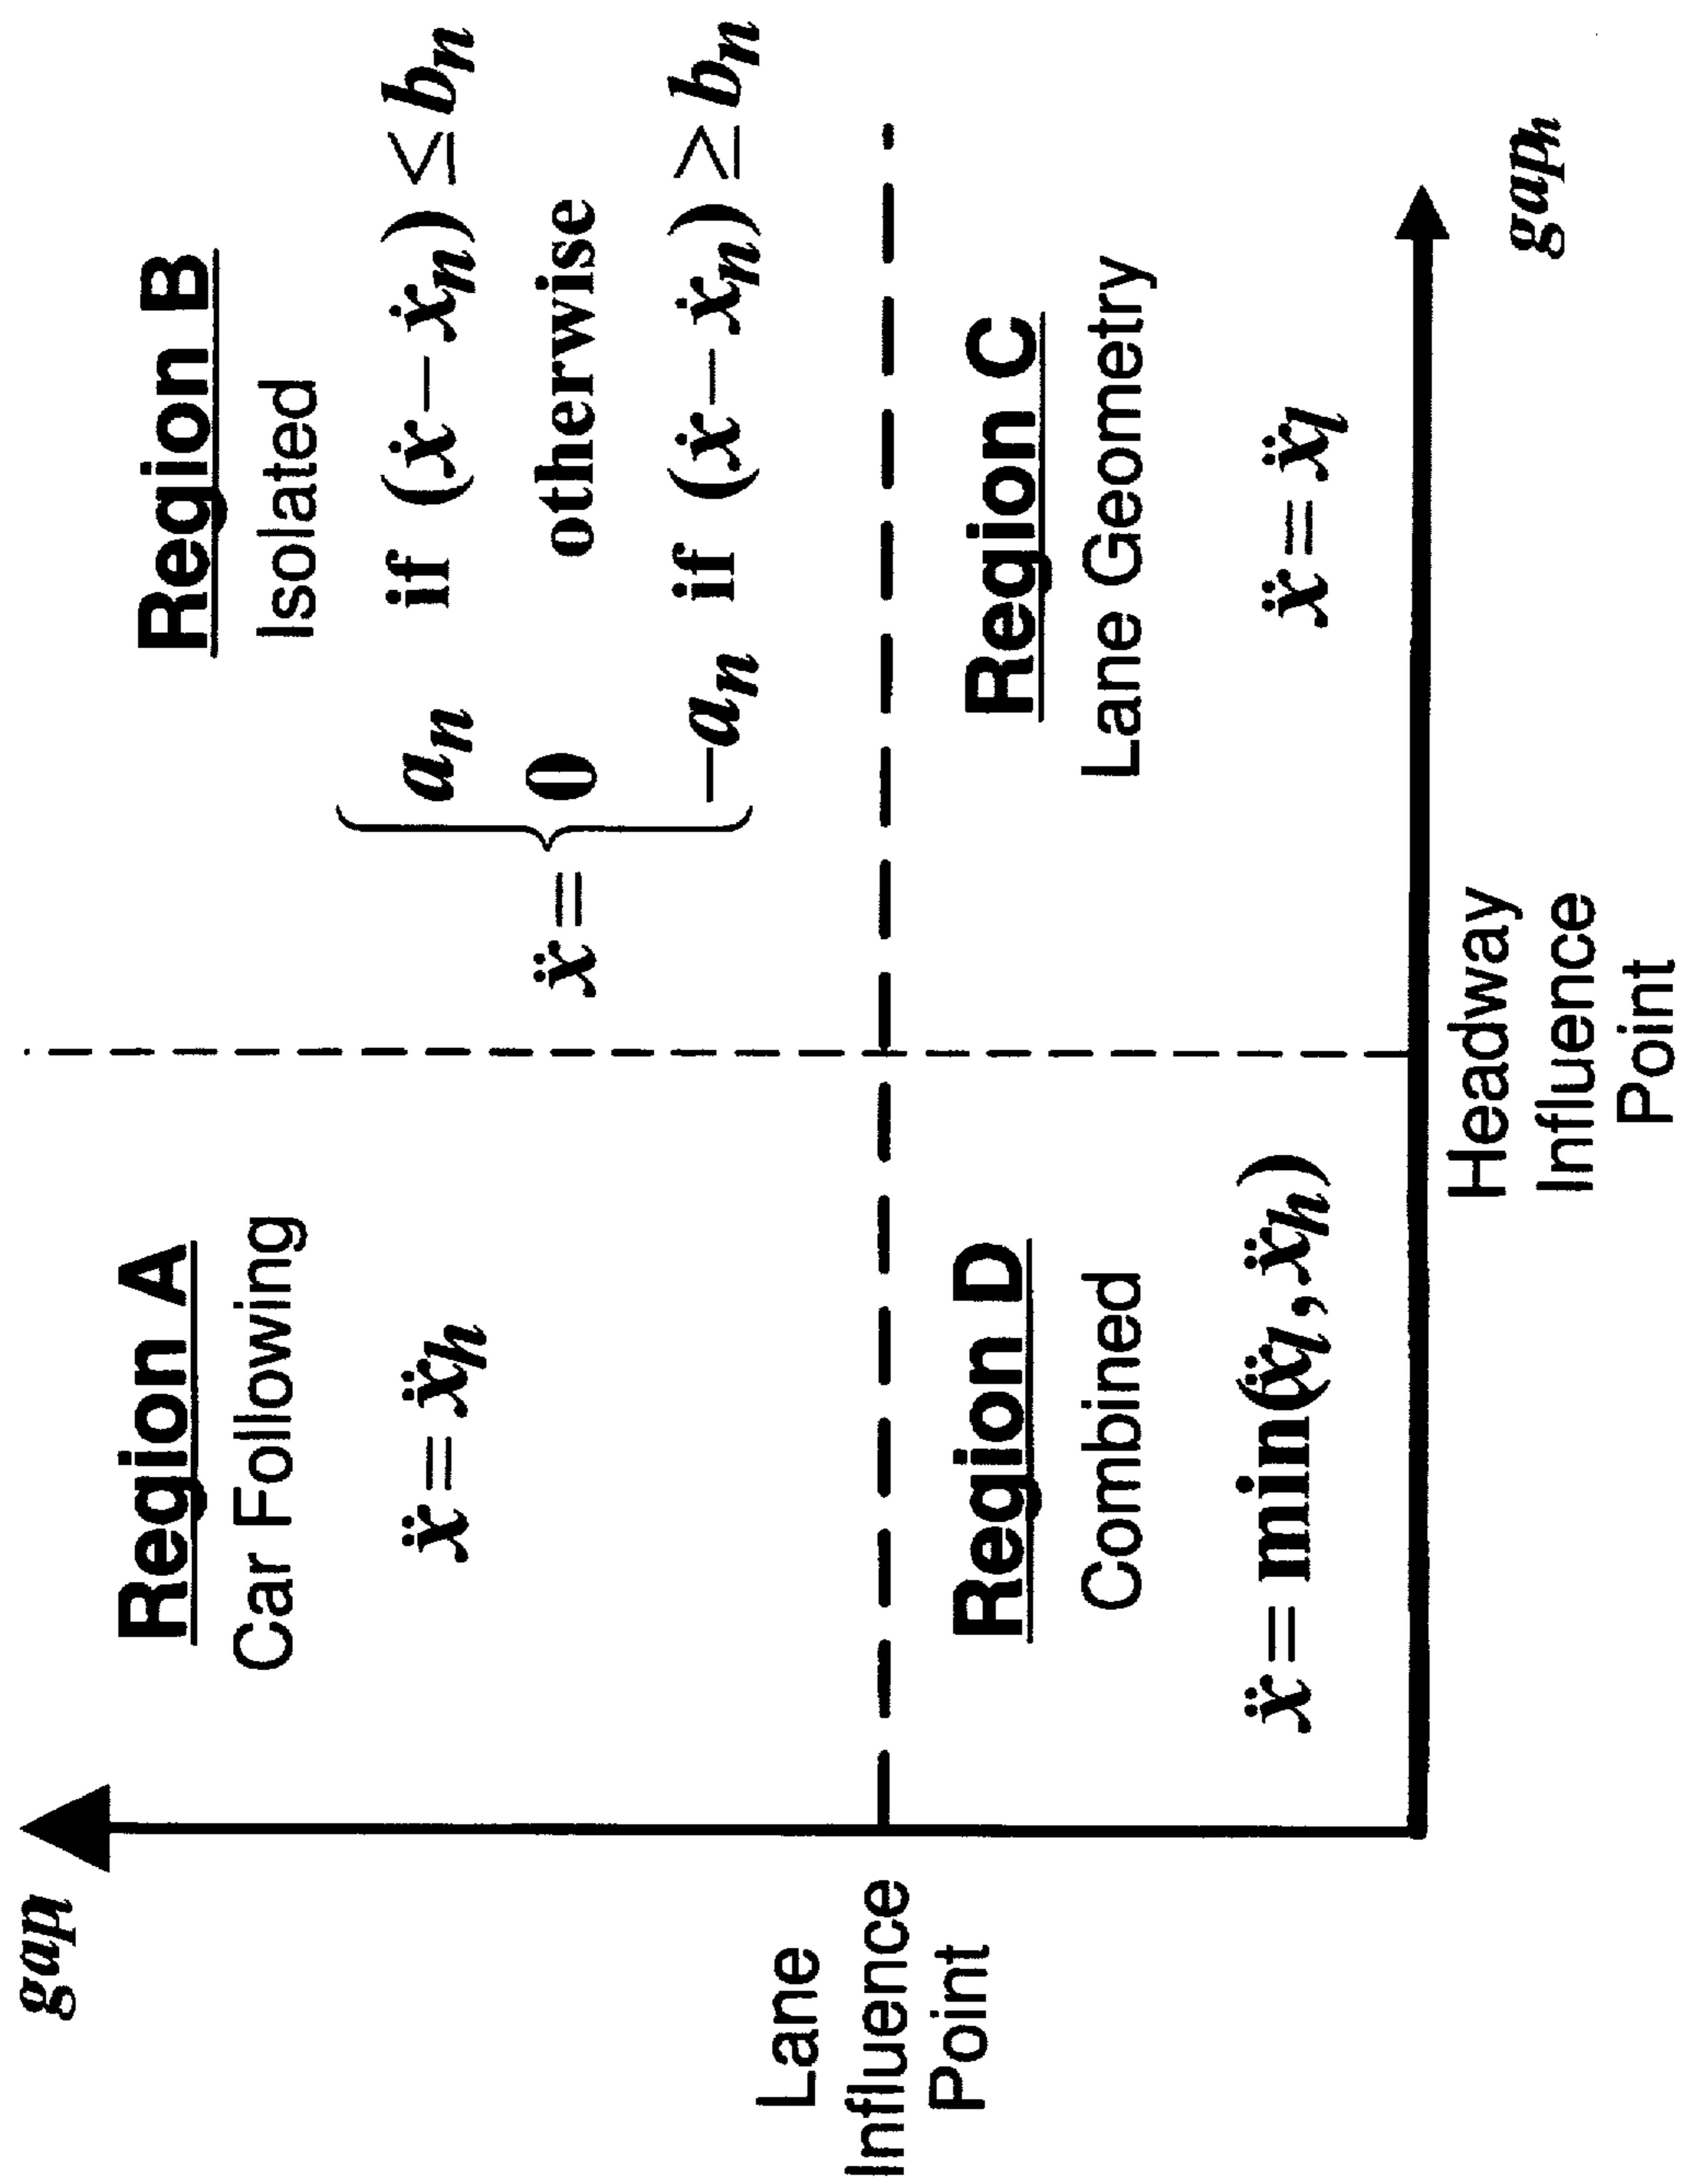 gap
Region A
Car Following
ẍ = ẍh
Region B
Isolated
ẍ = { an if (ẋ − ẋn) ≤ bn
0 otherwise
−an if (ẋ − ẋn) ≥ bn
Lane
Influence
Point
Region D
Combined
ẍ = min(ẍl, ẍh)
Region C
Lane Geometry
ẍ = ẍl
Headway
Influence
Point
gaph